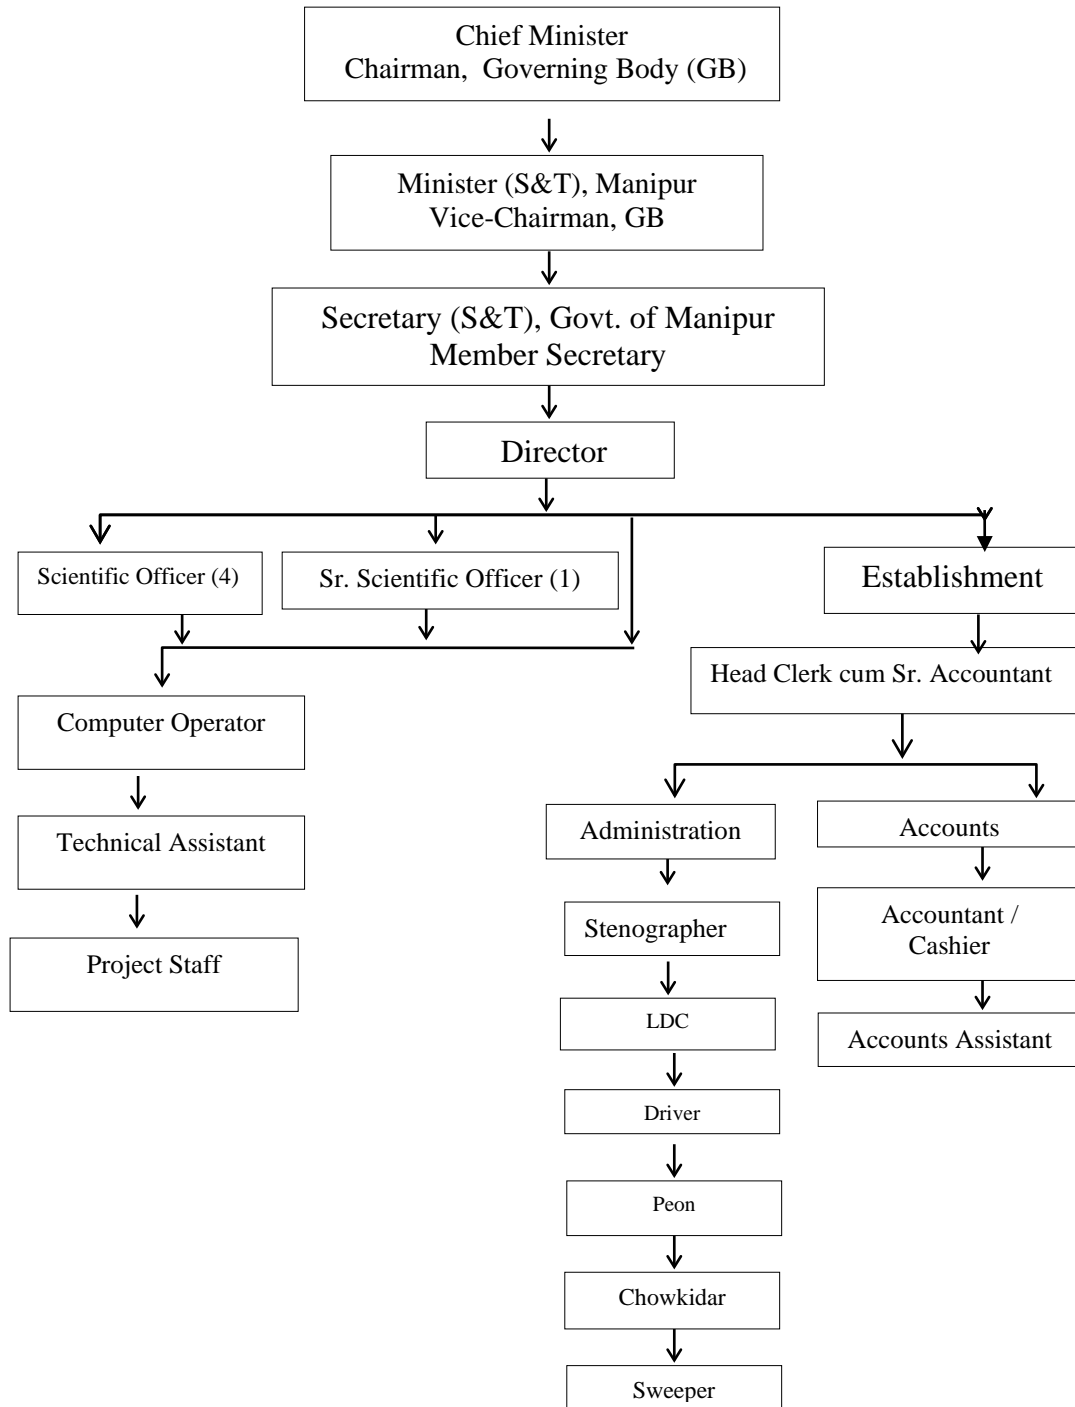 Chief Minister
Chairman, Governing Body (GB)
Minister (S&T), Manipur
Vice-Chairman, GB
Secretary (S&T), Govt. of Manipur
Member Secretary
Director
Scientific Officer (4)
Sr. Scientific Officer (1)
Establishment
Head Clerk cum Sr. Accountant
Computer Operator
Technical Assistant
Project Staff
Administration
Stenographer
LDC
Driver
Peon
Chowkidar
Sweeper
Accounts
Accountant /
Cashier
Accounts Assistant